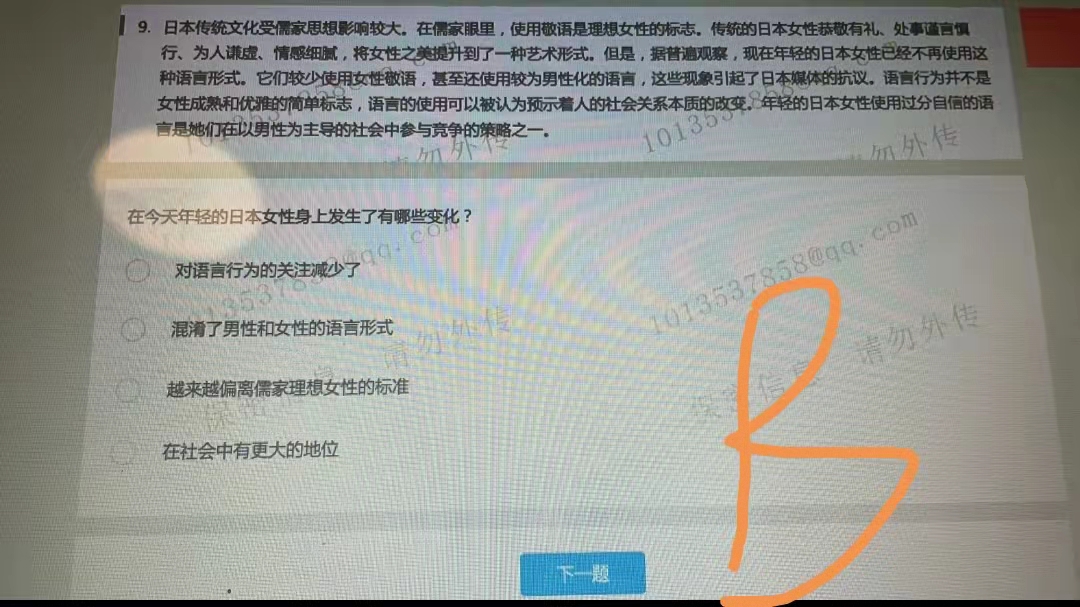 9. 日本传统文化受儒家思想影响较大。在儒家眼里，使用敬语是理想女性的标志。传统的日本女性恭敬有礼、处事谨言慎
行、为人谦虚、情感细腻，将女性之美提升到了一种艺术形式。但是，据普遍观察，现在年轻的日本女性已经不再使用这
种语言形式。它们较少使用女性敬语，甚至还使用较为男性化的语言，这些现象引起了日本媒体的抗议。语言行为并不是
女性成熟和优雅的简单标志，语言的使用可以被认为预示着人的社会关系本质的改变。年轻的日本女性使用过分自信的语
言是她们在以男性为主导的社会中参与竞争的策略之一。
请勿外传
勿外传
在今天年轻的日本女性身上发生了有哪些变化？
对语言行为的关注减少了
1013537858@qq.com
混淆了男性和女性的语言形式
请勿外传
保密信息 请勿外传
越来越偏离儒家理想女性的标准
在社会中有更大的地位
B
下一题